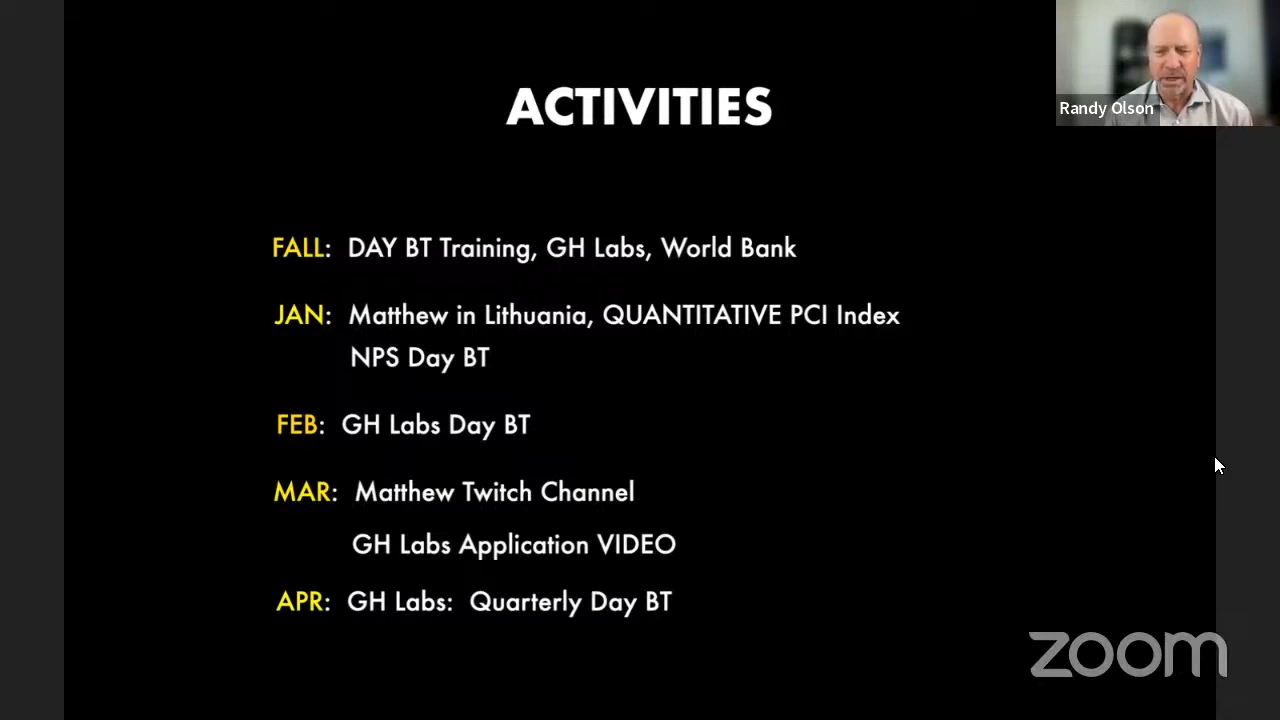 ACTIVITIES
Randy Olson
FALL: DAY BT Training, GH Labs, World Bank
JAN: Matthew in Lithuania, QUANTITATIVE PCI Index
NPS Day BT
FEB: GH Labs Day BT
MAR: Matthew Twitch Channel
GH Labs Application VIDEO
APR: GH Labs: Quarterly Day BT
zoom